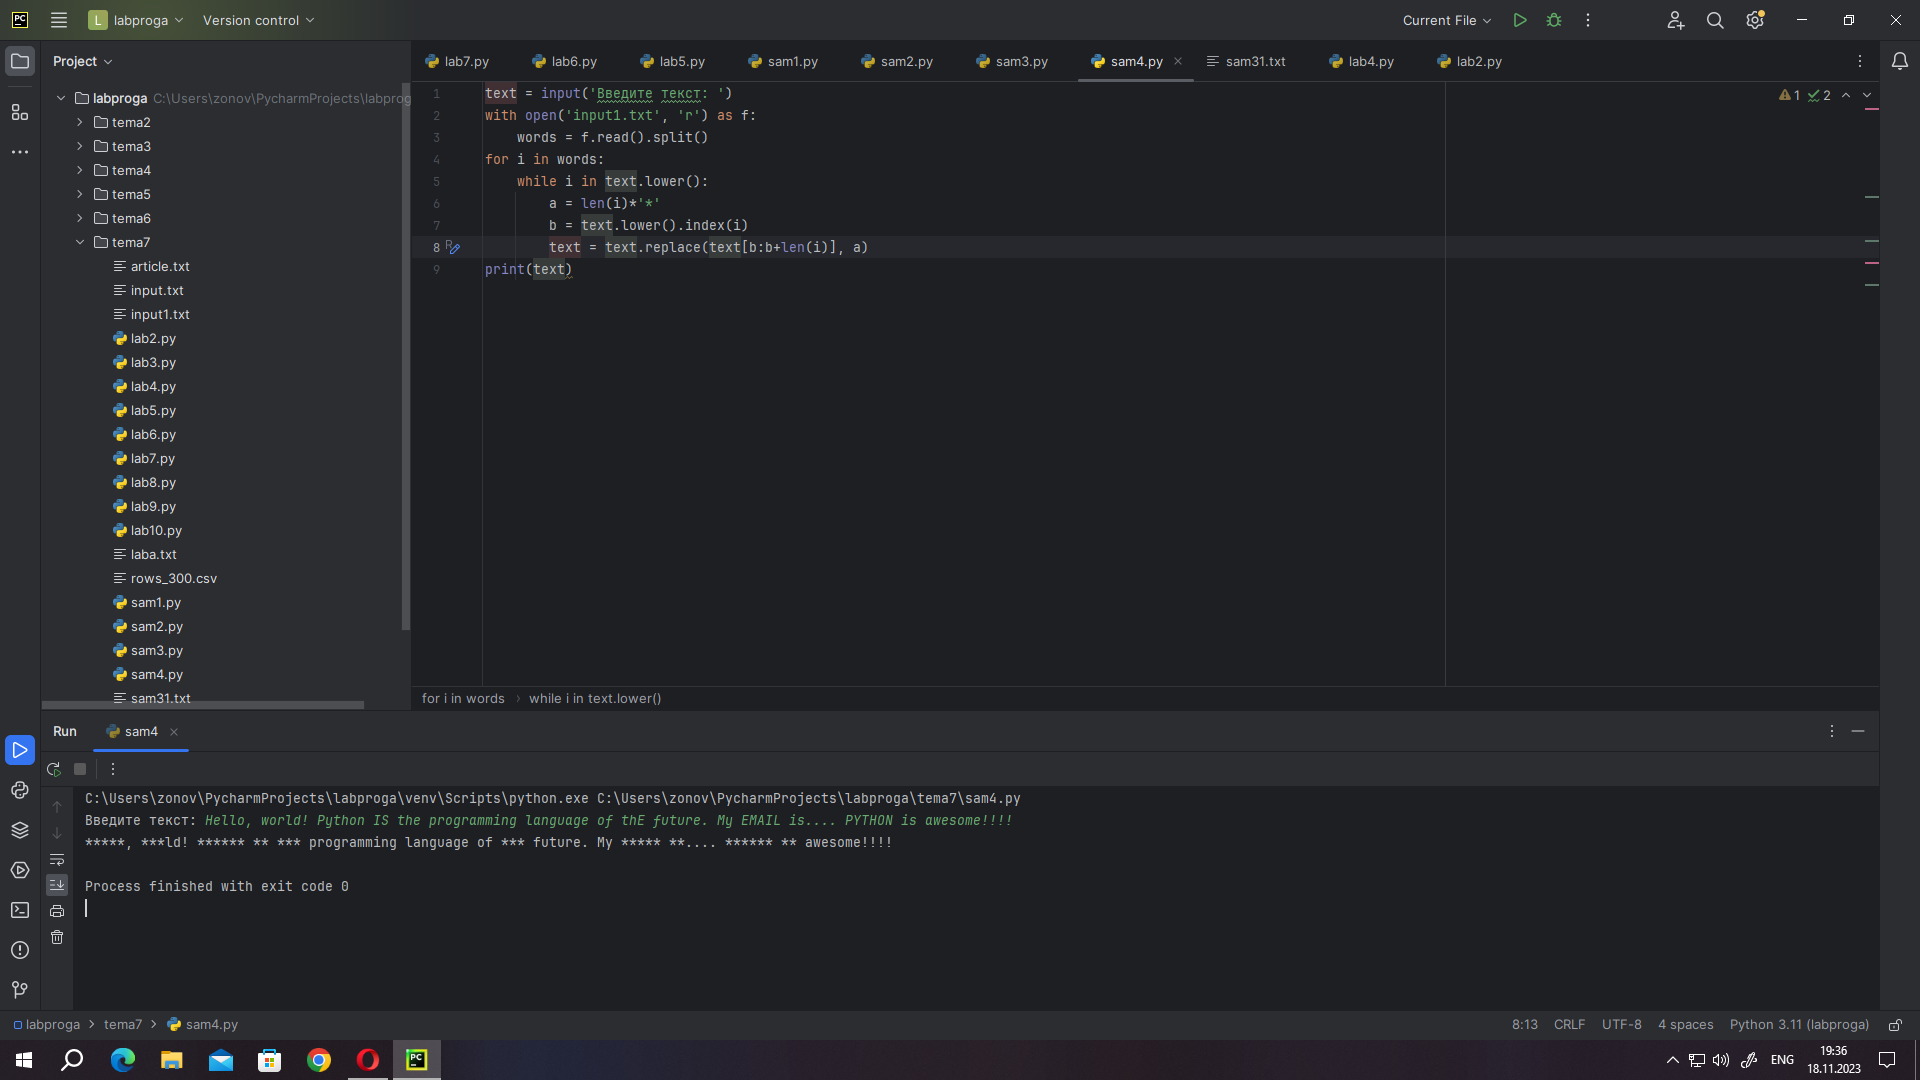 PC
L labproga
Version control
Current File
Project
lab7.py
lab6.py
lab5.py
sam1.py
sam2.py
sam3.py
sam4.py
sam31.txt
lab4.py
lab2.py
labproga C:\Users\zonov\PycharmProjects\labprog
tema2
tema3
tema4
tema5
tema6
tema7
article.txt
input.txt
input1.txt
lab2.py
lab3.py
lab4.py
lab5.py
lab6.py
lab7.py
lab8.py
lab9.py
lab10.py
laba.txt
rows_300.csv
sam1.py
sam2.py
sam3.py
sam4.py
sam31.txt
1 text = input('Введите текст: ')
2 with open('input1.txt', 'r') as f:
3 words = f.read().split()
4 for i in words:
5 while i in text.lower():
6 a = len(i)*'*'
7 b = text.lower().index(i)
8 text = text.replace(text[b:b+len(i)], a)
9 print(text)
1 2
for i in words > while i in text.lower()
Run
sam4
C:\Users\zonov\PycharmProjects\labproga\venv\Scripts\python.exe C:\Users\zonov\PycharmProjects\labproga\tema7\sam4.py
Введите текст: Hello, world! Python IS the programming language of thE future. My EMAIL is.... PYTHON is awesome!!!!
*****, ***ld! ****** ** *** programming language of *** future. My ***** **.... ****** ** awesome!!!!
Process finished with exit code 0
labproga > tema7 > sam4.py
8:13 CRLF UTF-8 4 spaces Python 3.11 (labproga)
PC
ENG
19:36
18.11.2023